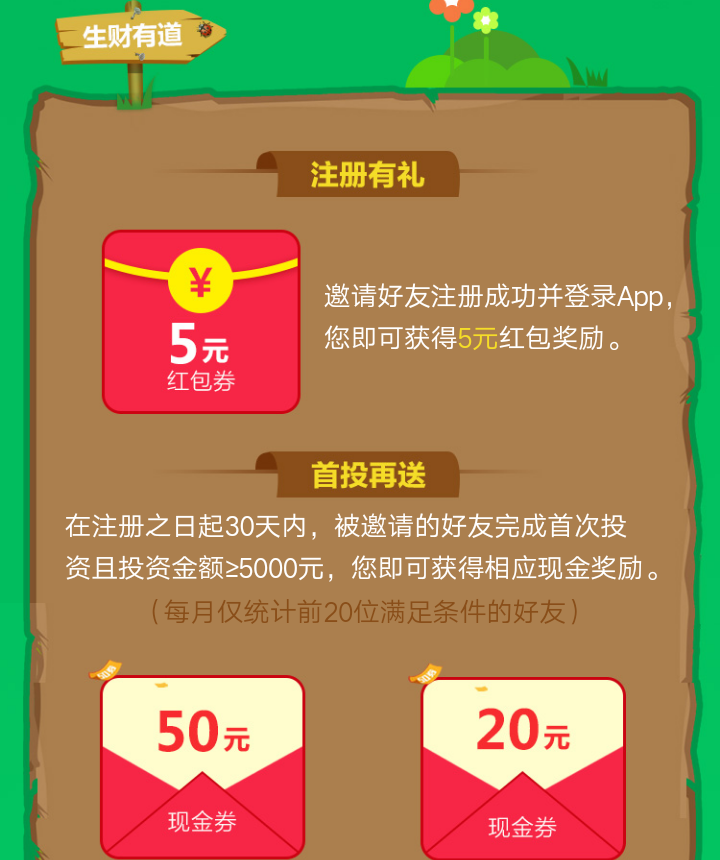 生财有道
注册有礼
¥
5元
红包券
邀请好友注册成功并登录App，
您即可获得5元红包奖励。
首投再送
在注册之日起30天内，被邀请的好友完成首次投
资且投资金额≥5000元，您即可获得相应现金奖励。
（每月仅统计前20位满足条件的好友）
50元
现金券
20元
现金券